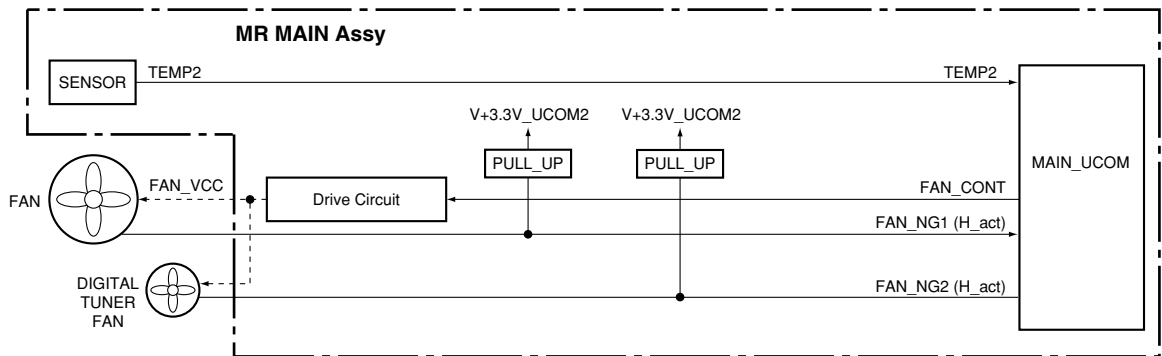 MR MAIN Assy
SENSOR
TEMP2
TEMP2
V+3.3V_UCOM2
V+3.3V_UCOM2
PULL_UP
PULL_UP
MAIN_UCOM
FAN
FAN_VCC
Drive Circuit
FAN_CONT
FAN_NG1 (H_act)
DIGITAL
TUNER
FAN
FAN_NG2 (H_act)